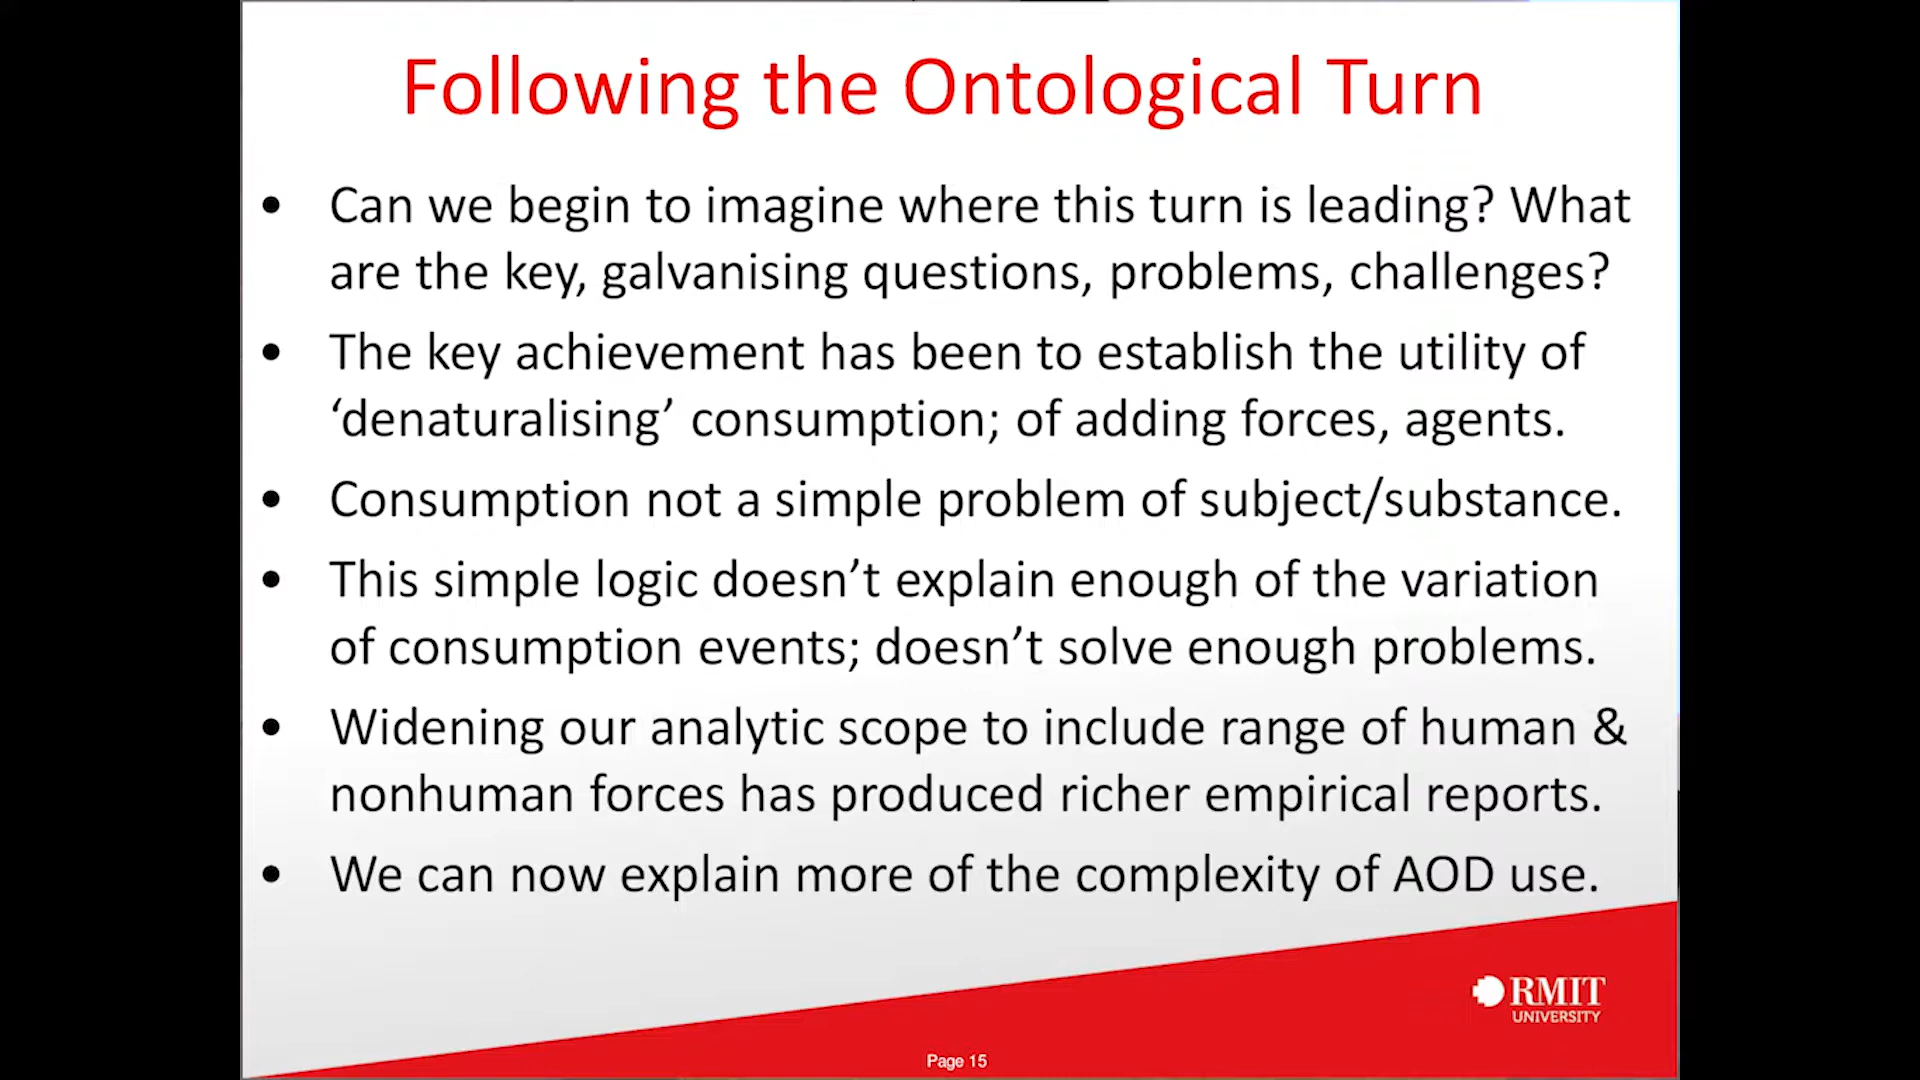 Following the Ontological Turn
• Can we begin to imagine where this turn is leading? What
are the key, galvanising questions, problems, challenges?
• The key achievement has been to establish the utility of
‘denaturalising’ consumption; of adding forces, agents.
• Consumption not a simple problem of subject/substance.
• This simple logic doesn’t explain enough of the variation
of consumption events; doesn’t solve enough problems.
• Widening our analytic scope to include range of human &
nonhuman forces has produced richer empirical reports.
• We can now explain more of the complexity of AOD use.
RMIT
UNIVERSITY
Page 15